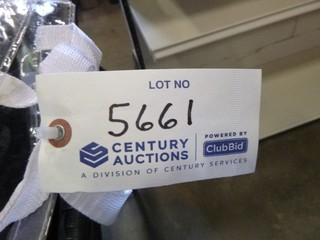 LOT NO
5661
CENTURY AUCTIONS
POWERED BY
ClubBid
A DIVISION OF CENTURY SERVICES